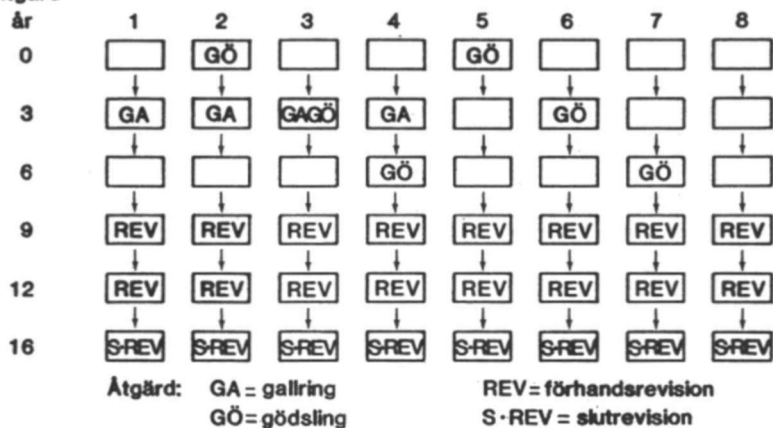 år 1 2 3 4 5 6 7 8
0 GÖ GÖ
3 GA GA GAGÖ GA GÖ
6 GÖ GÖ
9 REV REV REV REV REV REV REV REV
12 REV REV REV REV REV REV REV REV
16 S-REV S-REV S-REV S-REV S-REV S-REV S-REV S-REV
Åtgärd: GA = gallring REV = förhandsrevision
GÖ = gödsling S·REV = slutrevision